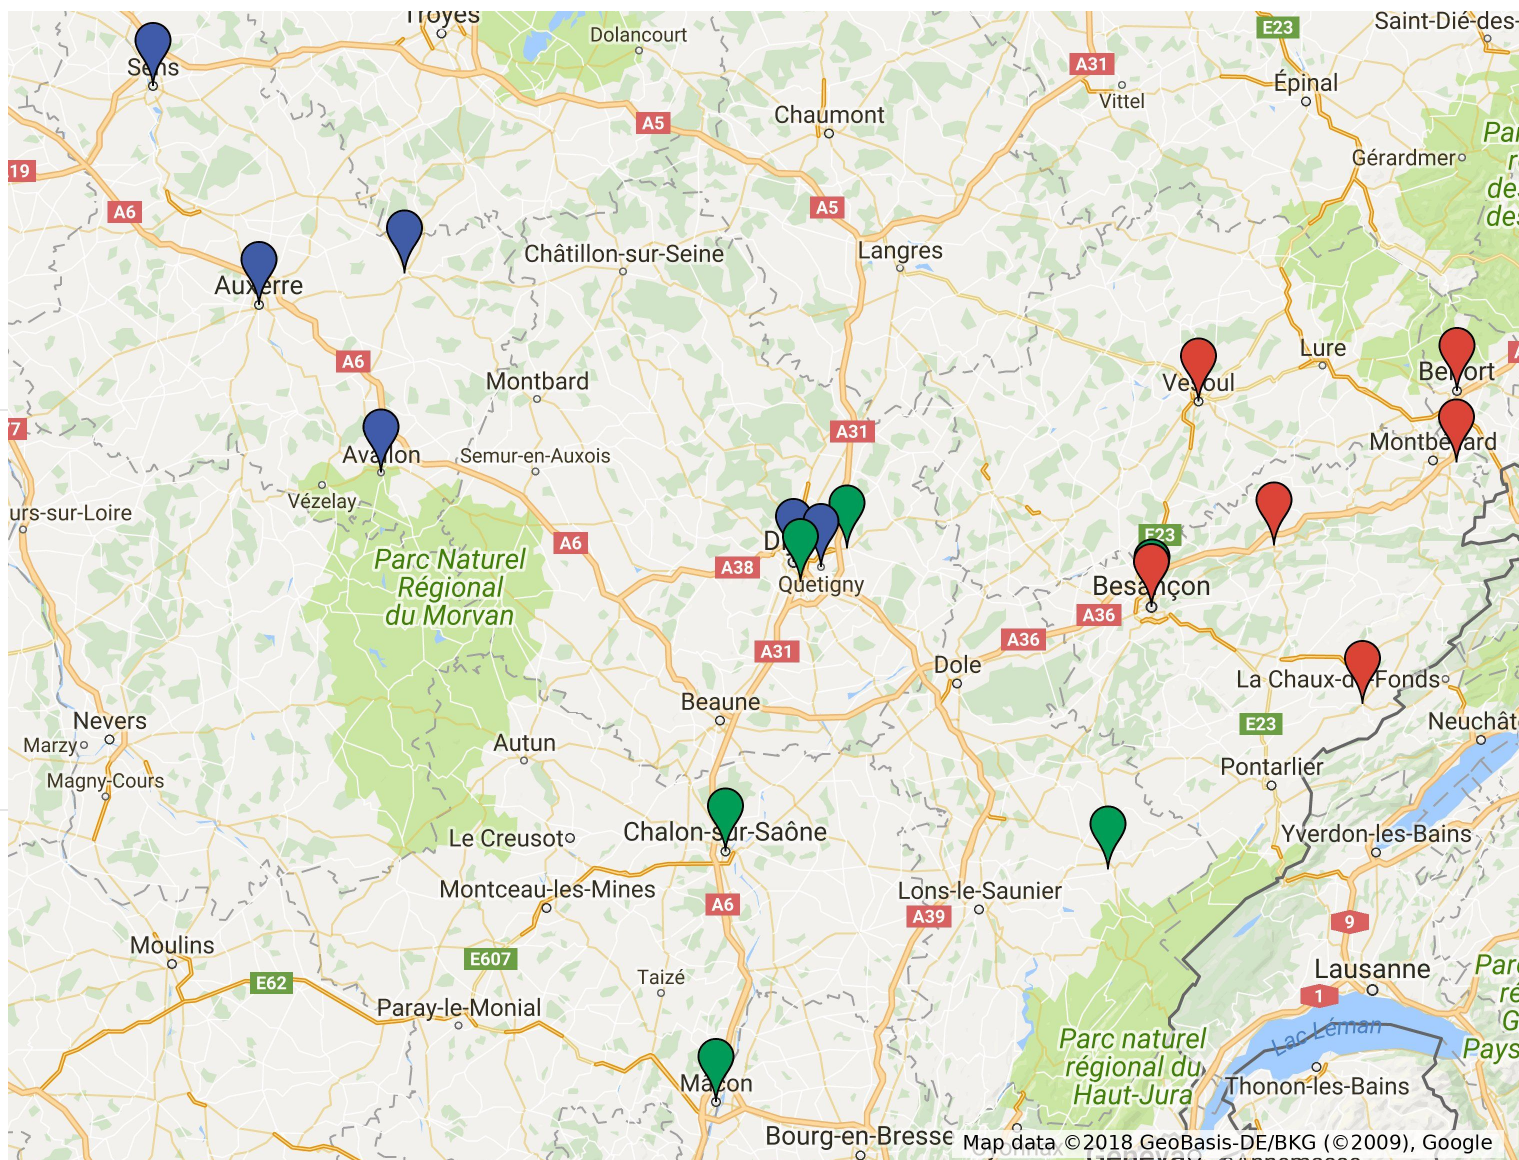 Troyes
Dolancourt
E23
Saint-Dié-des-
Sens
A31
Épinal
Vittel
Chaumont
A5
Gérardmer
19
A6
A5
Châtillon-sur-Seine
Langres
Auxerre
A6
Lure
Vesoul
Belfort
Montbard
77
A31
Montbéliard
Avallon
Semur-en-Auxois
Vézelay
urs-sur-Loire
A6
E23
A38
Quetigny
Parc Naturel
Régional
du Morvan
Besançon
A36
A36
A31
Dole
La Chaux-de-Fonds
Beaune
Nevers
E23
Neuchât
Marzy
Autun
Magny-Cours
Pontarlier
Le Creusot
Chalon-sur-Saône
Yverdon-les-Bains
Montceau-les-Mines
Lons-le-Saunier
A6
A39
9
Moulins
E607
Lausanne
E62
Taizé
1
Paray-le-Monial
Lac Léman
Parc naturel
régional du
Haut-Jura
Mâcon
Thonon-les-Bains
Bourg-en-Bresse
Map data ©2018 GeoBasis-DE/BKG (©2009), Google